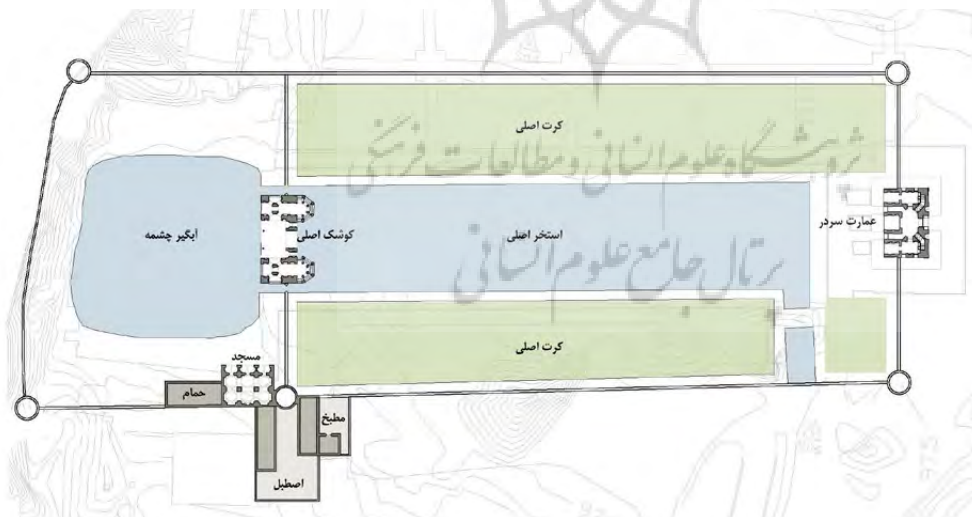 کرت اصلی
پژوهشگاه علوم انسانی و مطالعات فرهنگی
عمارت سردر
استخر اصلی
کوشک اصلی
آبگیر چشمه
پرتال جامع علوم انسانی
کرت اصلی
مسجد
حمام
مطبخ
اصطبل